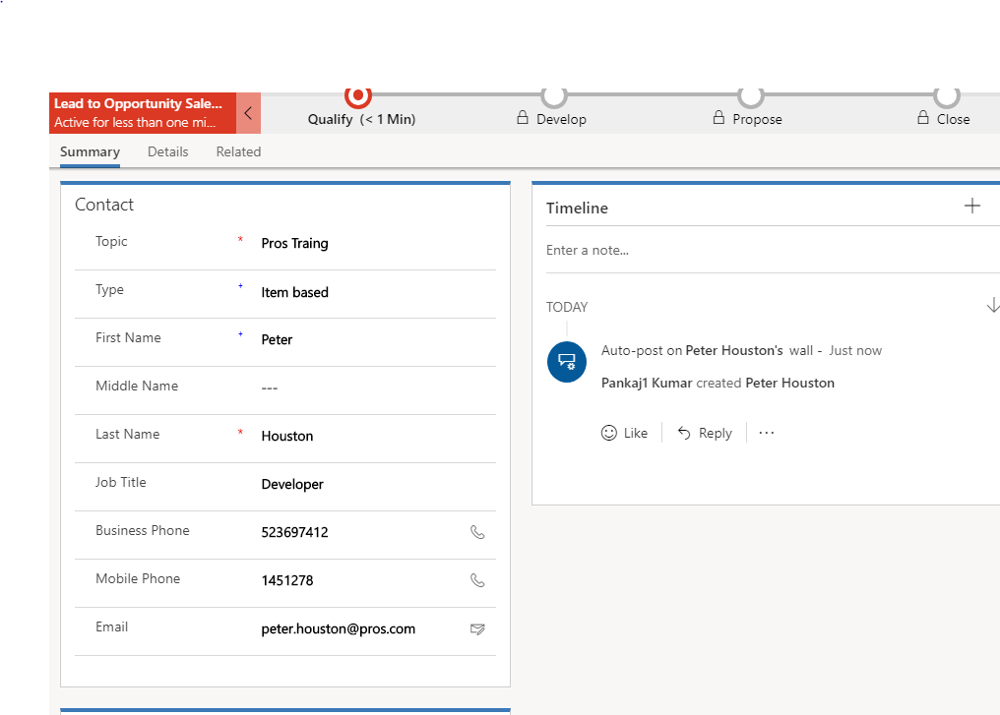 Lead to Opportunity Sale...
Active for less than one mi...
Qualify (< 1 Min)
Develop
Propose
Close
Summary Details Related
Contact
Topic * Pros Traing
Type + Item based
First Name + Peter
Middle Name ---
Last Name * Houston
Job Title Developer
Business Phone 523697412
Mobile Phone 1451278
Email peter.houston@pros.com
Timeline
Enter a note...
TODAY
Auto-post on Peter Houston's wall - Just now
Pankaj1 Kumar created Peter Houston
Like Reply ...